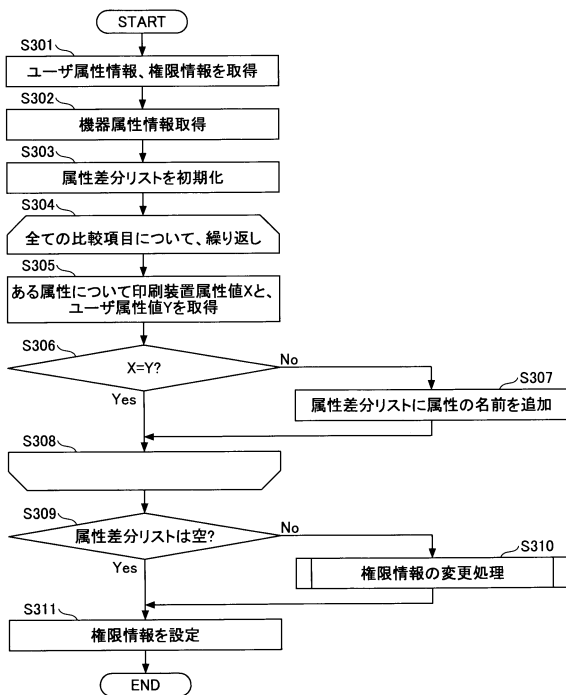 START
S301
ユーザ属性情報、権限情報を取得
S302
機器属性情報取得
S303
属性差分リストを初期化
S304
全ての比較項目について、繰り返し
S305
ある属性について印刷装置属性値Xと、
ユーザ属性値Yを取得
S306
X=Y?
No
Yes
S307
属性差分リストに属性の名前を追加
S308
S309
属性差分リストは空?
No
Yes
S310
権限情報の変更処理
S311
権限情報を設定
END